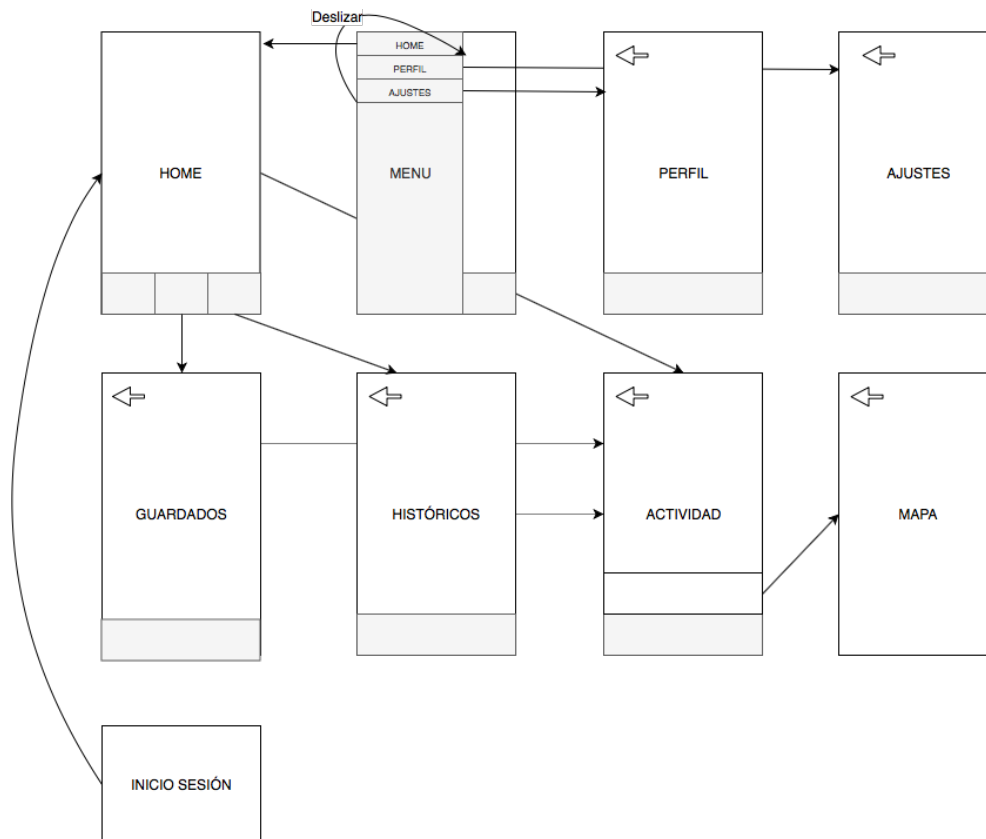 Deslizar
HOME
PERFIL
AJUSTES
HOME
MENU
PERFIL
AJUSTES
GUARDADOS
HISTÓRICOS
ACTIVIDAD
MAPA
INICIO SESIÓN